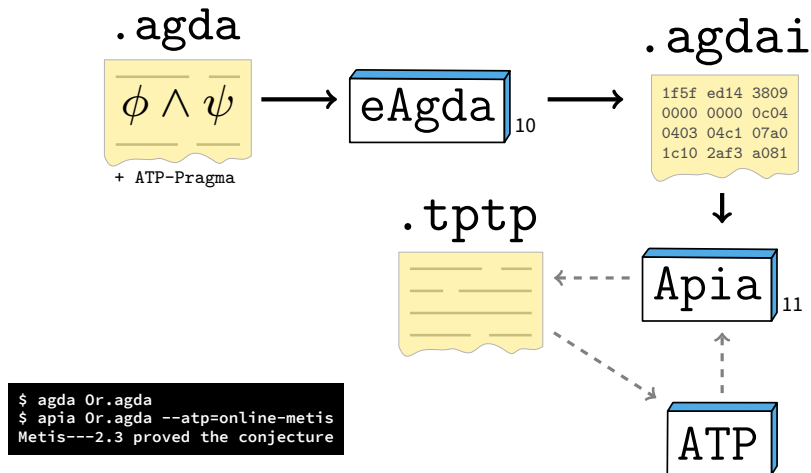 .agda
ϕ ∧ ψ
+ ATP-Pragma
eAgda
10
.agdai
1f5f ed14 3809
0000 0000 0c04
0403 04c1 07a0
1c10 2af3 a081
.tptp
Apia
11
ATP
$ agda Or.agda
$ apia Or.agda --atp=online-metis
Metis---2.3 proved the conjecture